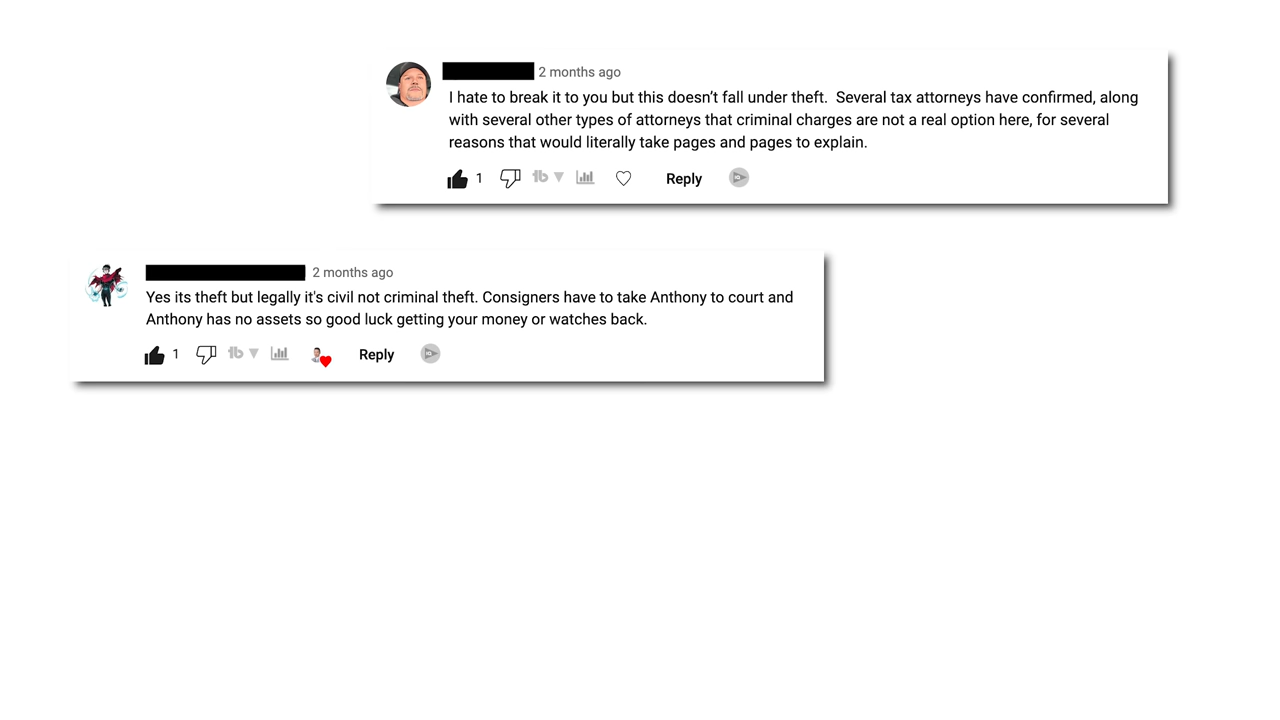 2 months ago
I hate to break it to you but this doesn’t fall under theft.  Several tax attorneys have confirmed, along
with several other types of attorneys that criminal charges are not a real option here, for several
reasons that would literally take pages and pages to explain.
1 Reply
2 months ago
Yes its theft but legally it's civil not criminal theft. Consigners have to take Anthony to court and
Anthony has no assets so good luck getting your money or watches back.
1 Reply